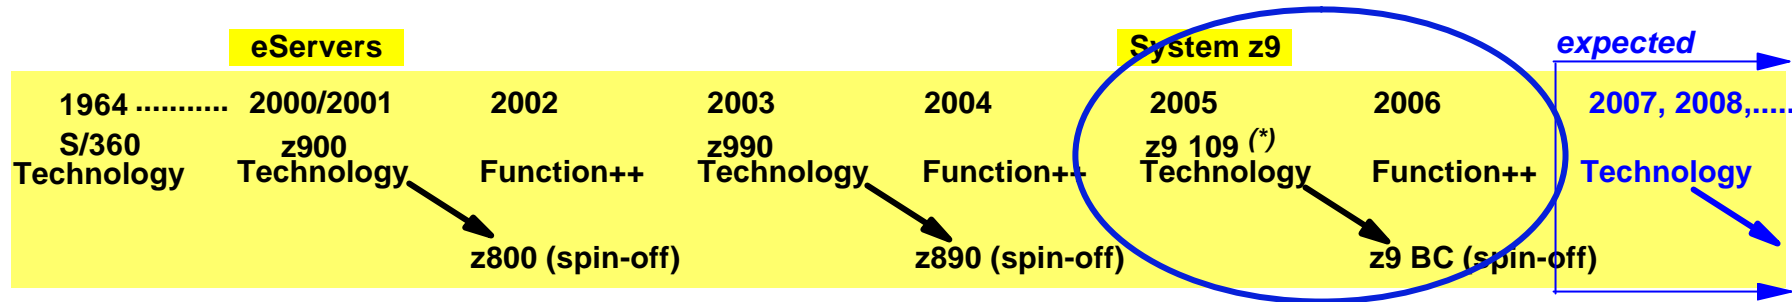 eServers
System z9
expected
1964 ........... 2000/2001 2002 2003 2004 2005 2006 2007, 2008,.....
S/360 z900 z990 z9 109 (*)
Technology Technology Function++ Technology Function++ Technology Function++ Technology
z800 (spin-off) z890 (spin-off) z9 BC (spin-off)